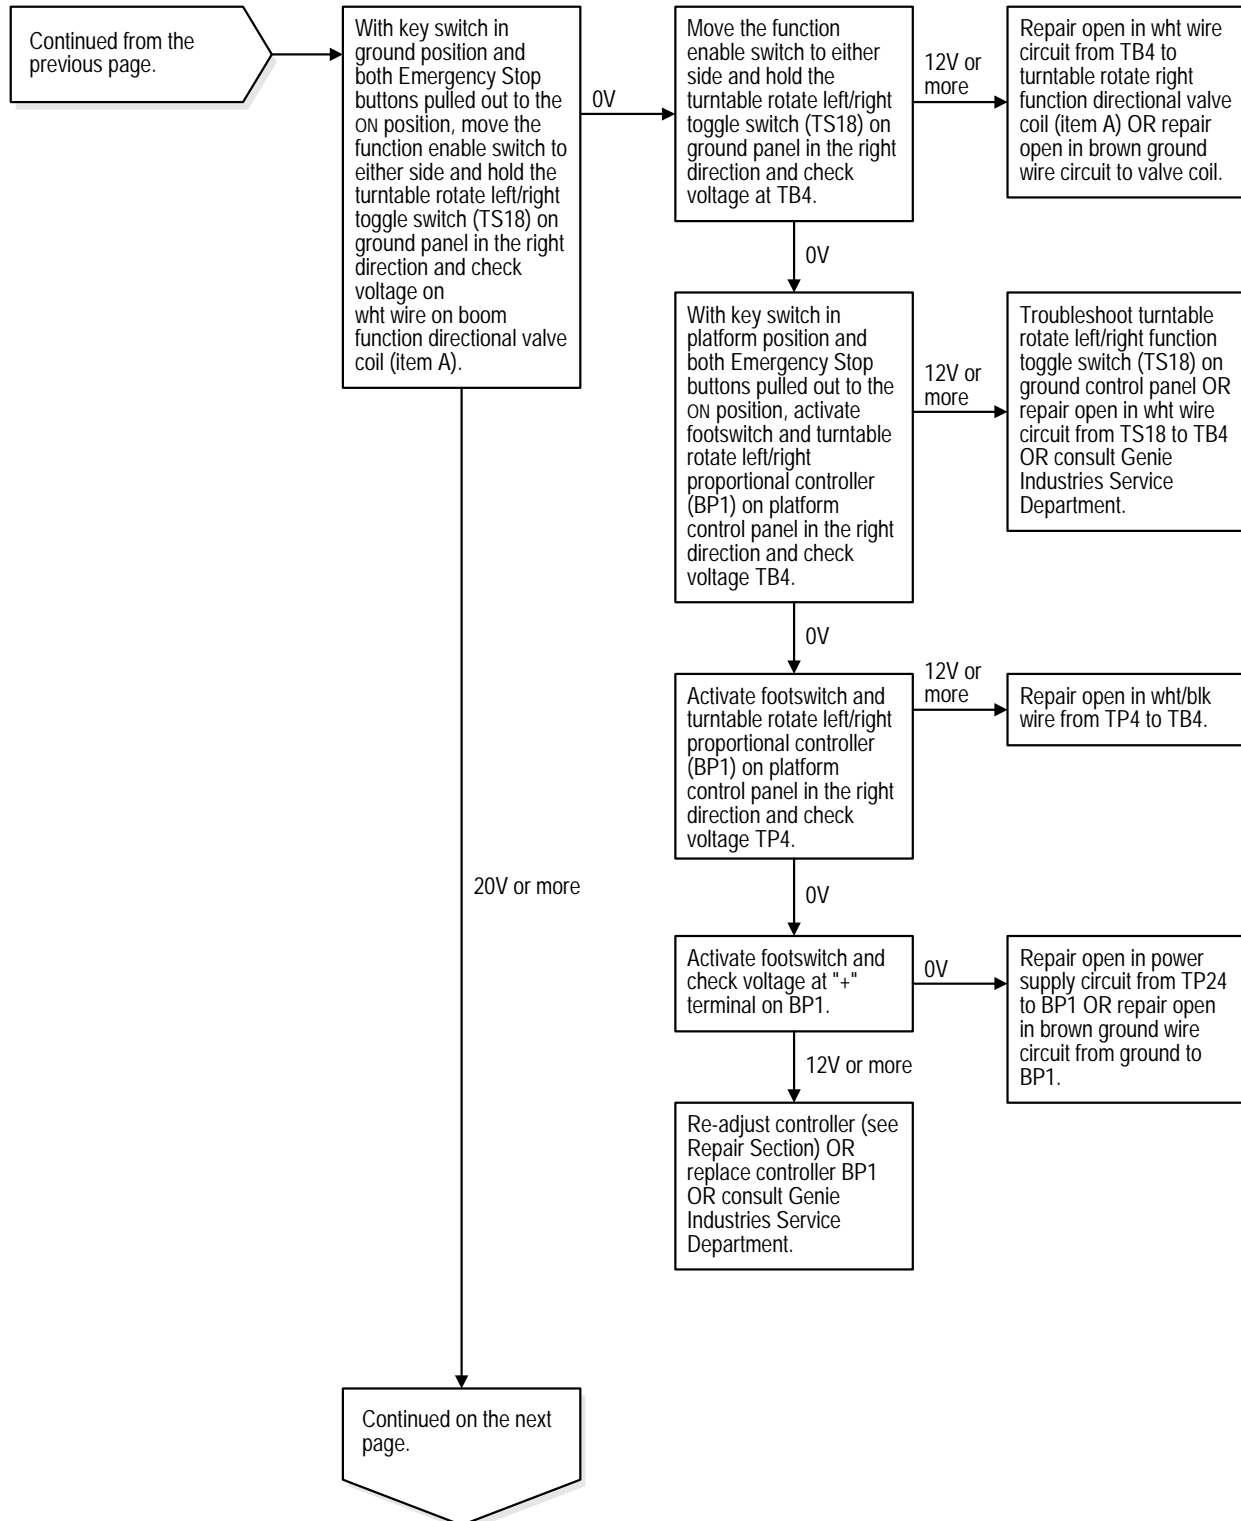 Continued from the
previous page.
With key switch in
ground position and
both Emergency Stop
buttons pulled out to the
ON position, move the
function enable switch to
either side and hold the
turntable rotate left/right
toggle switch (TS18) on
ground panel in the right
direction and check
voltage on
wht wire on boom
function directional valve
coil (item A).
0V
Move the function
enable switch to either
side and hold the
turntable rotate left/right
toggle switch (TS18) on
ground panel in the right
direction and check
voltage at TB4.
12V or
more
Repair open in wht wire
circuit from TB4 to
turntable rotate right
function directional valve
coil (item A) OR repair
open in brown ground
wire circuit to valve coil.
0V
With key switch in
platform position and
both Emergency Stop
buttons pulled out to the
ON position, activate
footswitch and turntable
rotate left/right
proportional controller
(BP1) on platform
control panel in the right
direction and check
voltage TB4.
12V or
more
Troubleshoot turntable
rotate left/right function
toggle switch (TS18) on
ground control panel OR
repair open in wht wire
circuit from TS18 to TB4
OR consult Genie
Industries Service
Department.
0V
Activate footswitch and
turntable rotate left/right
proportional controller
(BP1) on platform
control panel in the right
direction and check
voltage TP4.
12V or
more
Repair open in wht/blk
wire from TP4 to TB4.
20V or more
0V
Activate footswitch and
check voltage at "+"
terminal on BP1.
0V
Repair open in power
supply circuit from TP24
to BP1 OR repair open
in brown ground wire
circuit from ground to
BP1.
12V or more
Re-adjust controller (see
Repair Section) OR
replace controller BP1
OR consult Genie
Industries Service
Department.
Continued on the next
page.